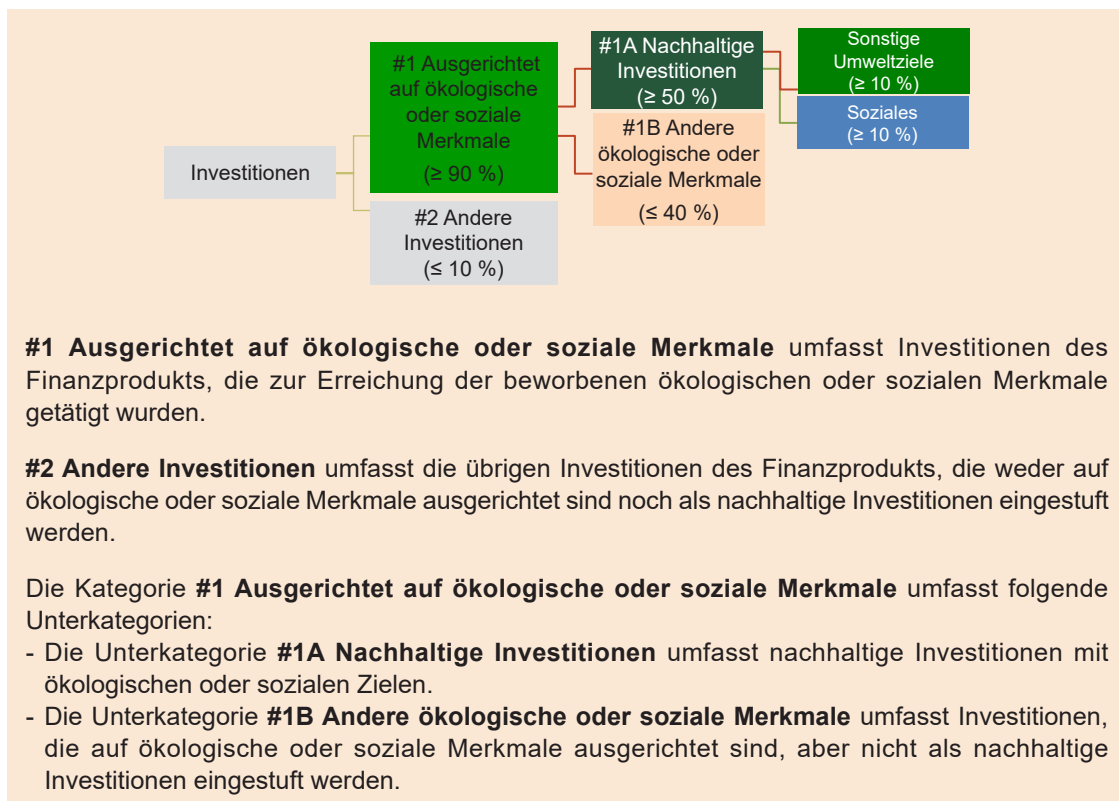 Investitionen
#1 Ausgerichtet
auf ökologische
oder soziale
Merkmale
(≥ 90 %)
#2 Andere
Investitionen
(≤ 10 %)
#1A Nachhaltige
Investitionen
(≥ 50 %)
#1B Andere
ökologische oder
soziale Merkmale
(≤ 40 %)
Sonstige
Umweltziele
(≥ 10 %)
Soziales
(≥ 10 %)
#1 Ausgerichtet auf ökologische oder soziale Merkmale umfasst Investitionen des
Finanzprodukts, die zur Erreichung der beworbenen ökologischen oder sozialen Merkmale
getätigt wurden.
#2 Andere Investitionen umfasst die übrigen Investitionen des Finanzprodukts, die weder auf
ökologische oder soziale Merkmale ausgerichtet sind noch als nachhaltige Investitionen eingestuft
werden.
Die Kategorie #1 Ausgerichtet auf ökologische oder soziale Merkmale umfasst folgende
Unterkategorien:
- Die Unterkategorie #1A Nachhaltige Investitionen umfasst nachhaltige Investitionen mit
ökologischen oder sozialen Zielen.
- Die Unterkategorie #1B Andere ökologische oder soziale Merkmale umfasst Investitionen,
die auf ökologische oder soziale Merkmale ausgerichtet sind, aber nicht als nachhaltige
Investitionen eingestuft werden.